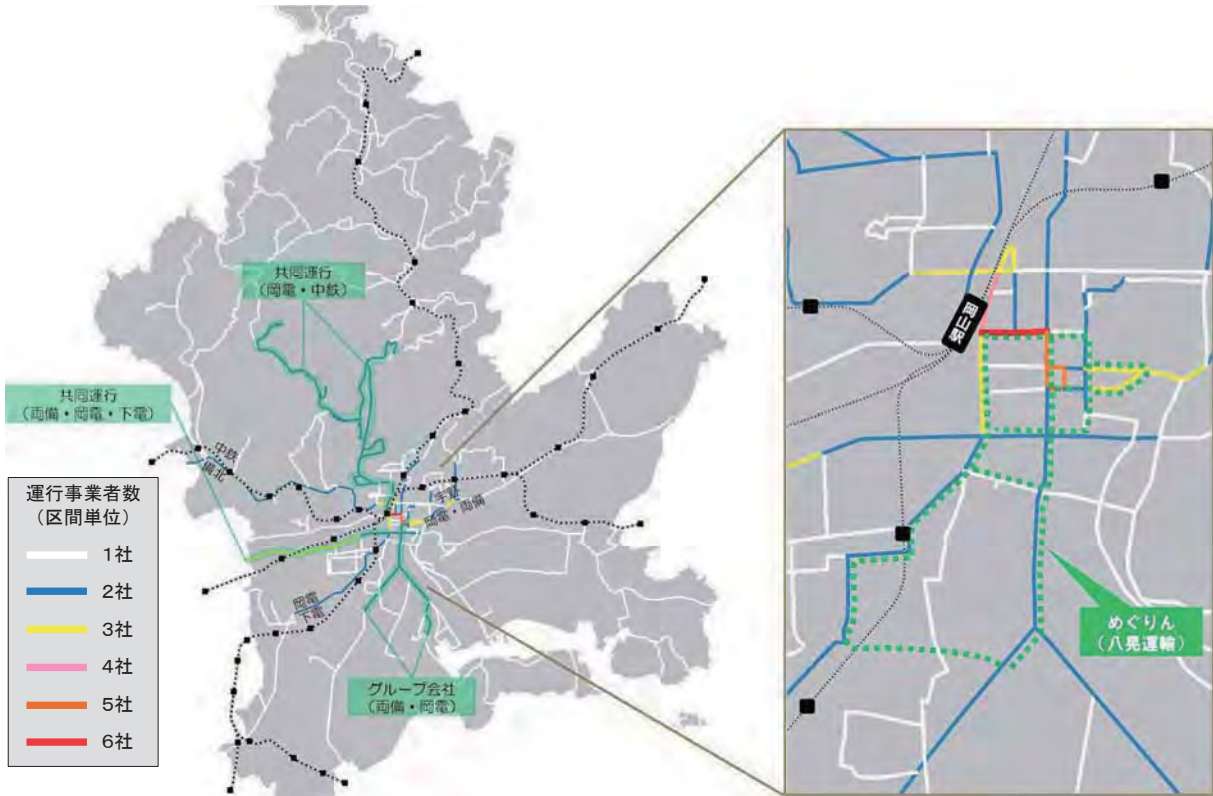 共同運行
(岡電・中鉄)
共同運行
(両備・岡電・下電)
中鉄
備北
宇野
岡電・両備
岡電
下電
グループ会社
(両備・岡電)
運行事業者数
(区間単位)
1社
2社
3社
4社
5社
6社
岡山駅
めぐりん
(八晃運輸)